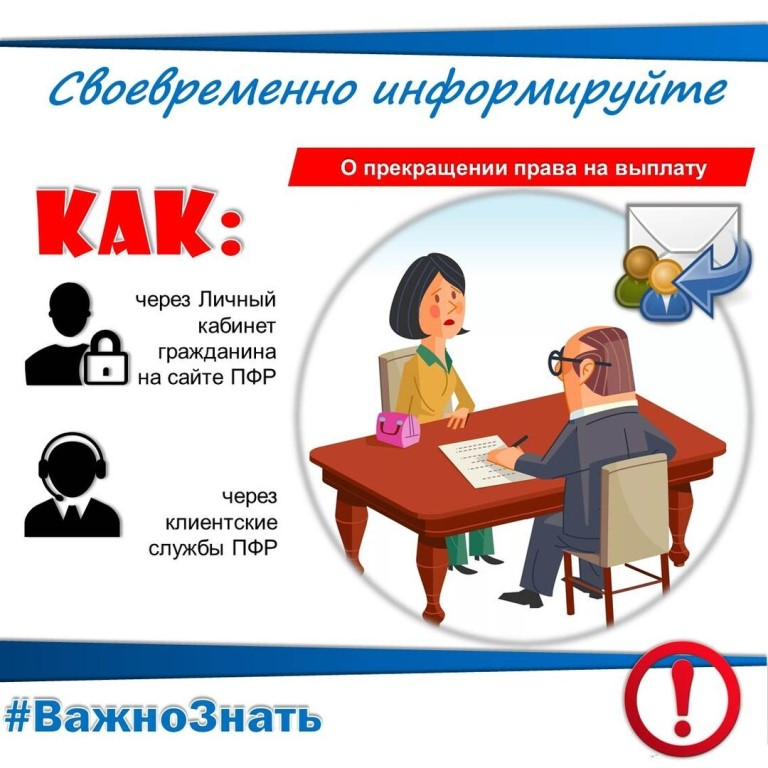 Своевременно информируйте
О прекращении права на выплату
КАК:
через Личный
кабинет
гражданина
на сайте ПФР
через
клиентские
службы ПФР
#ВажноЗнать